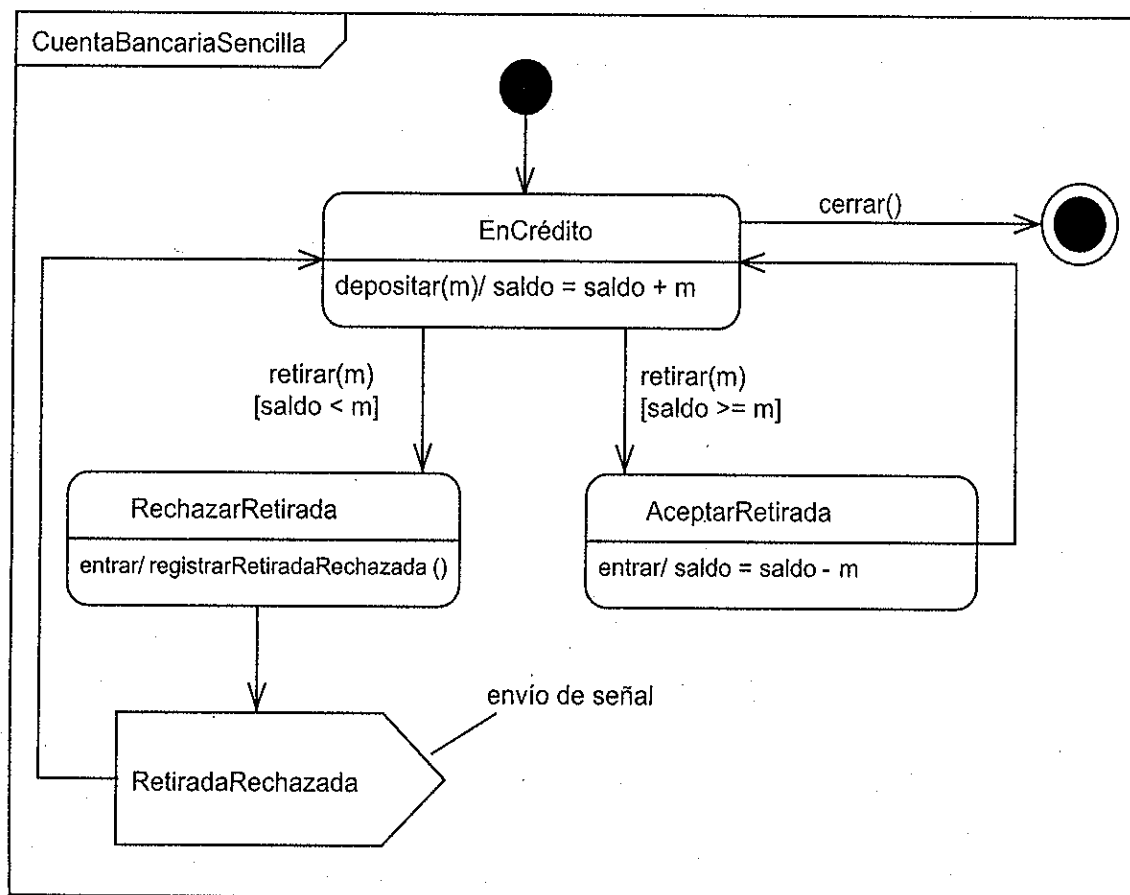 CuentaBancariaSencilla
EnCrédito
cerrar()
depositar(m)/ saldo = saldo + m
retirar(m)
[saldo < m]
retirar(m)
[saldo >= m]
RechazarRetirada
entrar/ registrarRetiradaRechazada ()
AceptarRetirada
entrar/ saldo = saldo - m
envío de señal
RetiradaRechazada